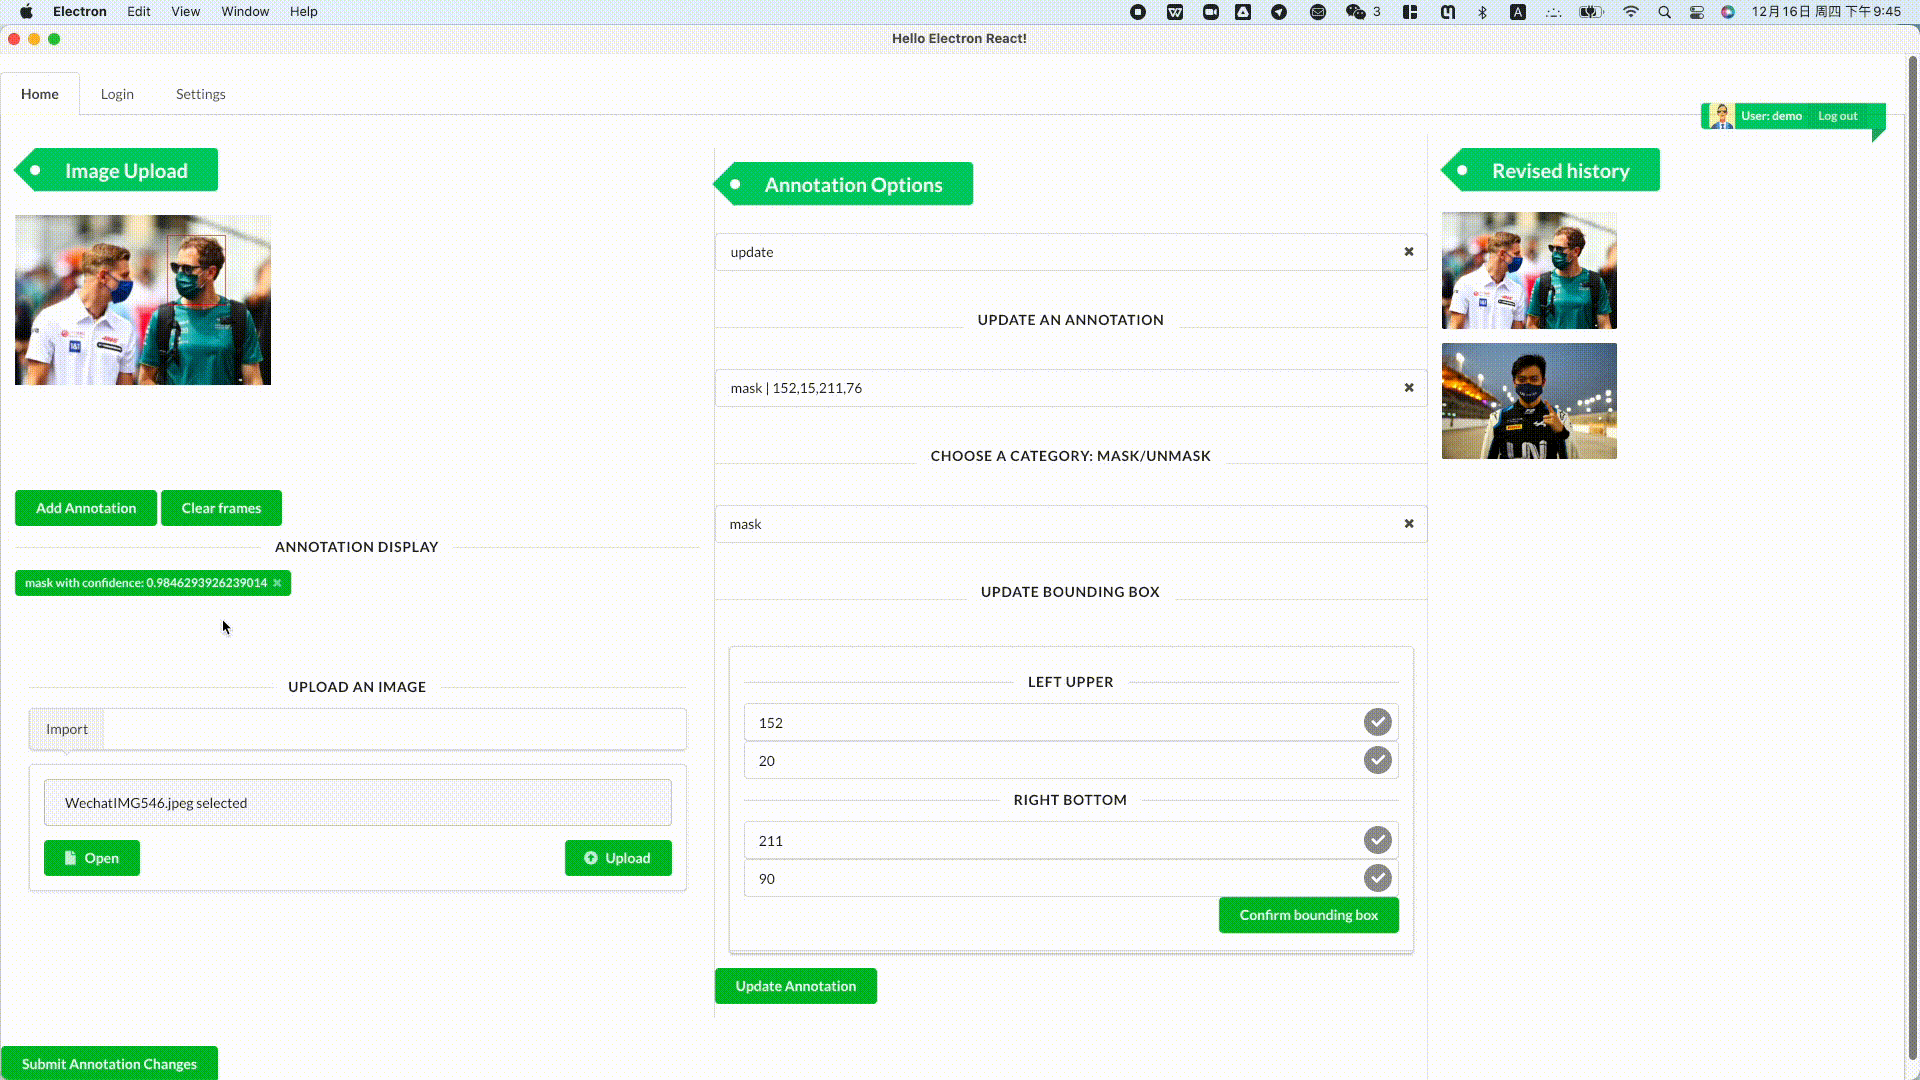 Electron Edit View Window Help 3 A 12月16日 周四 下午9:45
Hello Electron React!
Home Login Settings
User: demo Log out
Image Upload
Add Annotation Clear frames
ANNOTATION DISPLAY
mask with confidence: 0.9846293926239014
UPLOAD AN IMAGE
Import
WechatIMG546.jpeg selected
Open Upload
Submit Annotation Changes
Annotation Options
update
UPDATE AN ANNOTATION
mask | 152,15,211,76
CHOOSE A CATEGORY: MASK/UNMASK
mask
UPDATE BOUNDING BOX
LEFT UPPER
152
20
RIGHT BOTTOM
211
90
Confirm bounding box
Update Annotation
Revised history